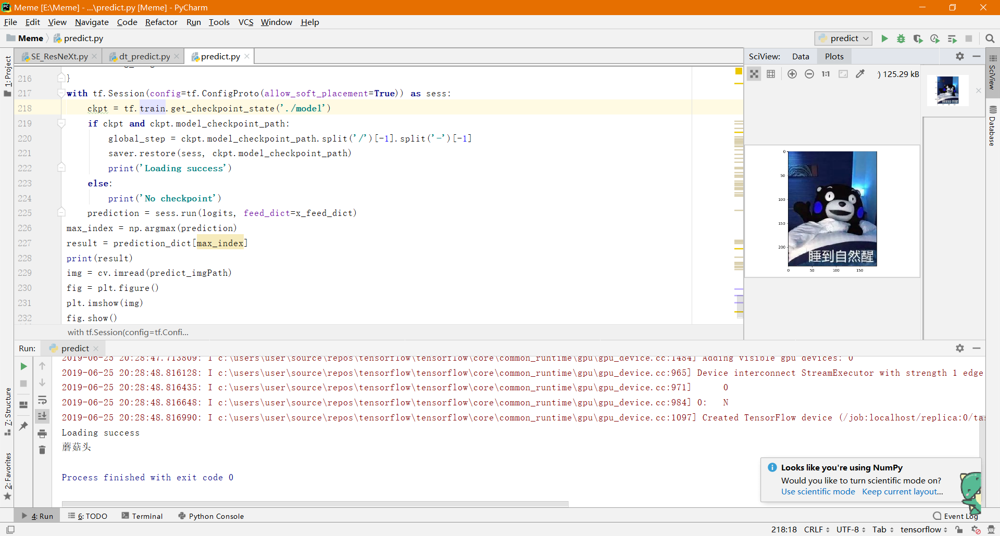 Meme [E:\Meme] - ...\predict.py [Meme] - PyCharm
File Edit View Navigate Code Refactor Run Tools VCS Window Help
Meme predict.py
predict
SE_ResNeXt.py dt_predict.py predict.py
SciView: Data Plots
1:1 ) 125.29 kB
1: Project
SciView
Database
216 }
217 with tf.Session(config=tf.ConfigProto(allow_soft_placement=True)) as sess:
218 ckpt = tf.train.get_checkpoint_state('./model')
219 if ckpt and ckpt.model_checkpoint_path:
220 global_step = ckpt.model_checkpoint_path.split('/')[-1].split('-')[-1]
221 saver.restore(sess, ckpt.model_checkpoint_path)
222 print('Loading success')
223 else:
224 print('No checkpoint')
225 prediction = sess.run(logits, feed_dict=x_feed_dict)
226 max_index = np.argmax(prediction)
227 result = prediction_dict[max_index]
228 print(result)
229 img = cv.imread(predict_imgPath)
230 fig = plt.figure()
231 plt.imshow(img)
232 fig.show()
with tf.Session(config=tf.Confi...
0
50
100
150
200
睡到自然醒
0 50 100 150
Run: predict
2019-06-25 20:28:47.713809: I c:\users\user\source\repos\tensorflow\tensorflow\core\common_runtime\gpu\gpu_device.cc:1484] Adding visible gpu devices: 0
2019-06-25 20:28:48.816128: I c:\users\user\source\repos\tensorflow\tensorflow\core\common_runtime\gpu\gpu_device.cc:965] Device interconnect StreamExecutor with strength 1 edge
2019-06-25 20:28:48.816435: I c:\users\user\source\repos\tensorflow\tensorflow\core\common_runtime\gpu\gpu_device.cc:971] 0
2019-06-25 20:28:48.816648: I c:\users\user\source\repos\tensorflow\tensorflow\core\common_runtime\gpu\gpu_device.cc:984] 0: N
2019-06-25 20:28:48.816990: I c:\users\user\source\repos\tensorflow\tensorflow\core\common_runtime\gpu\gpu_device.cc:1097] Created TensorFlow device (/job:localhost/replica:0/ta
Loading success
蘑菇头
Process finished with exit code 0
7: Structure
2: Favorites
Looks like you're using NumPy
Would you like to turn scientific mode on?
Use scientific mode Keep current layout...
4: Run 6: TODO Terminal Python Console Event Log
218:18 CRLF UTF-8 Tab tensorflow